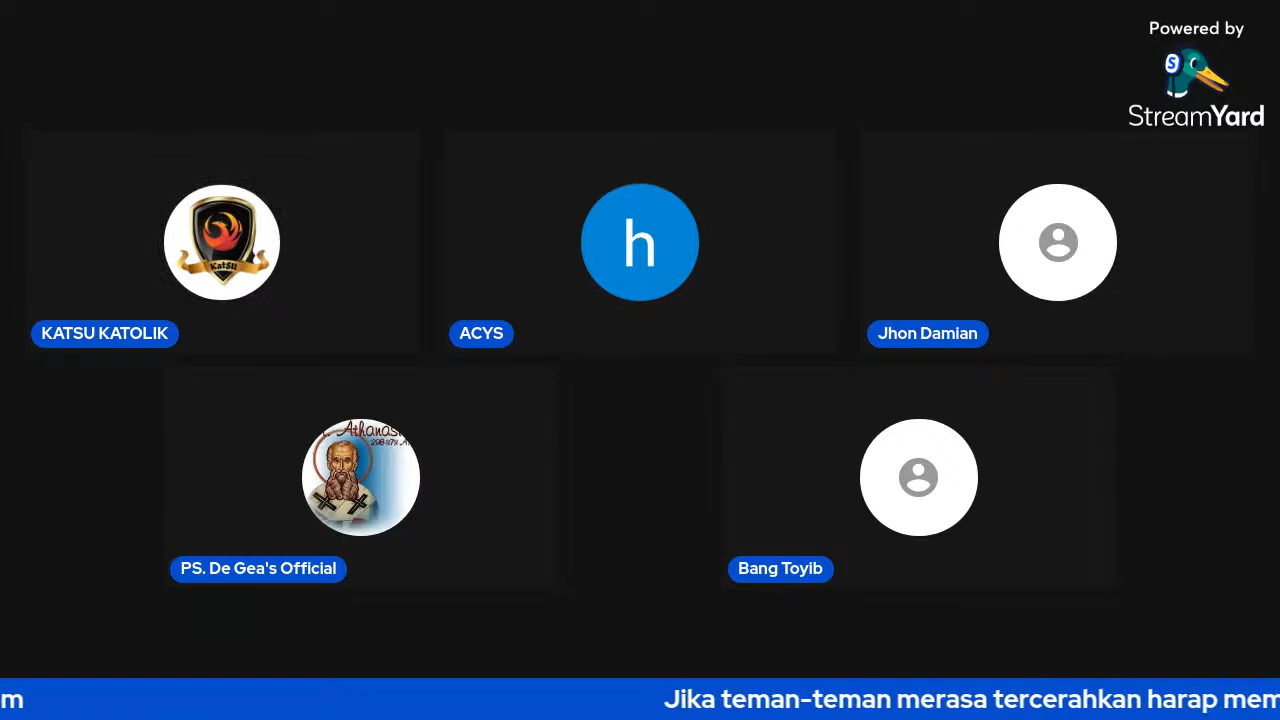 Powered by
StreamYard
KatSu
h
KATSU KATOLIK
ACYS
Jhon Damian
PS. De Gea's Official
Bang Toyib
m
Jika teman-teman merasa tercerahkan harap mem